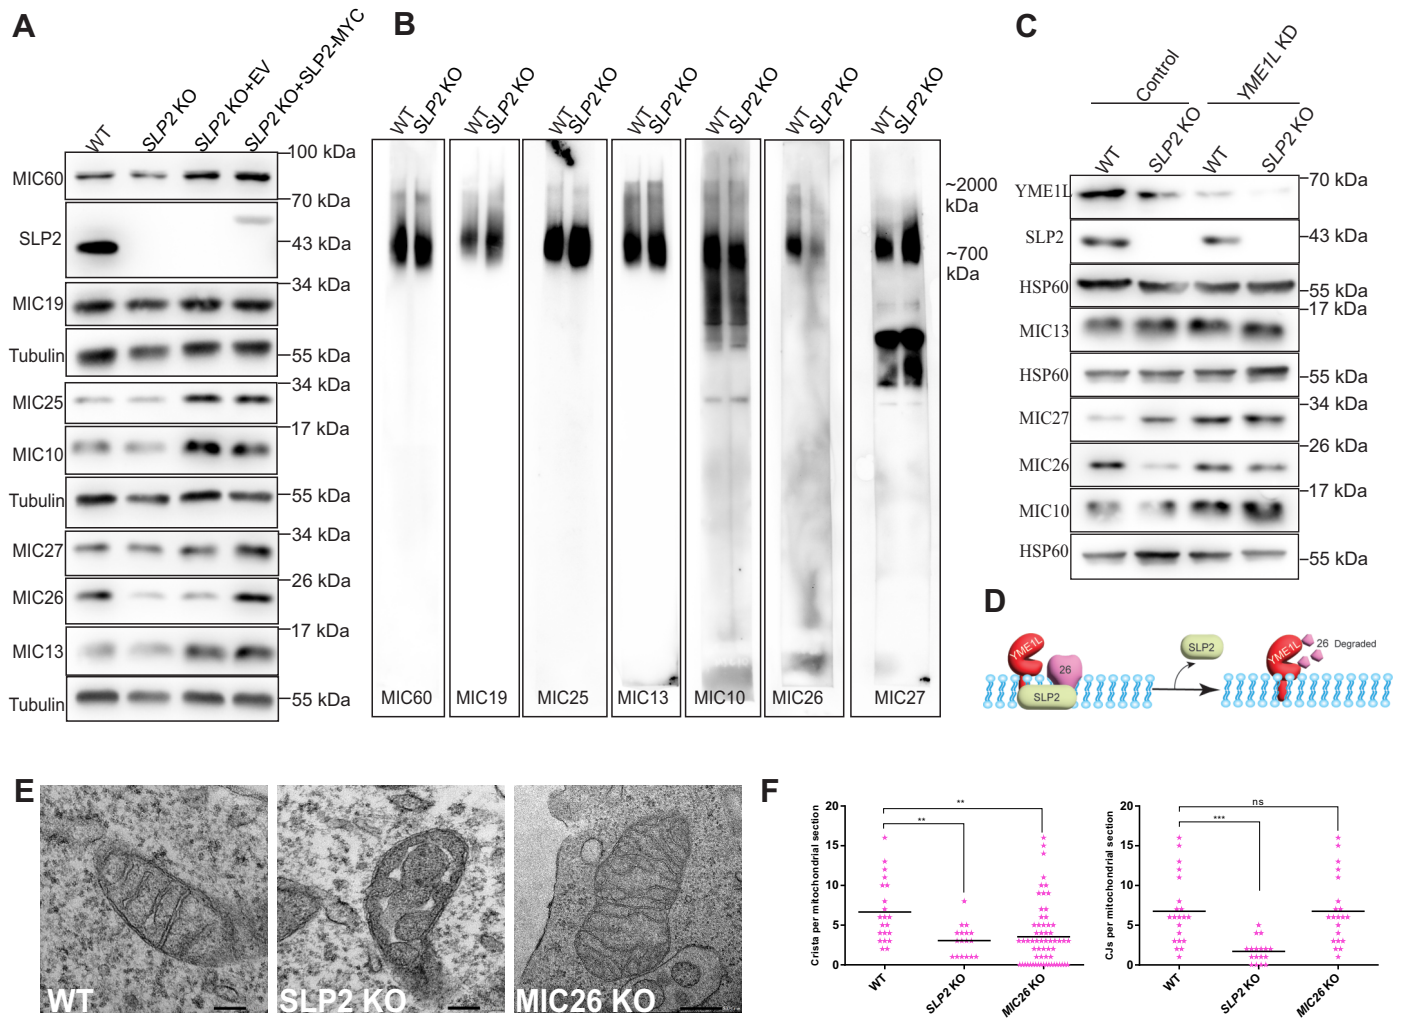 A
WT
SLP2 KO
SLP2 KO+EV
SLP2 KO+SLP2-MYC
MIC60
SLP2
MIC19
Tubulin
MIC25
MIC10
Tubulin
MIC27
MIC26
MIC13
Tubulin
100 kDa
70 kDa
43 kDa
34 kDa
55 kDa
34 kDa
17 kDa
55 kDa
34 kDa
26 kDa
17 kDa
55 kDa
B
WT
SLP2 KO
WT
SLP2 KO
WT
SLP2 KO
WT
SLP2 KO
WT
SLP2 KO
WT
SLP2 KO
WT
SLP2 KO
~2000
kDa
~700
kDa
MIC60
MIC19
MIC25
MIC13
MIC10
MIC26
MIC27
C
Control
YME1L KD
WT
SLP2 KO
WT
SLP2 KO
YME1L
SLP2
HSP60
MIC13
HSP60
MIC27
MIC26
MIC10
HSP60
70 kDa
43 kDa
55 kDa
17 kDa
55 kDa
34 kDa
26 kDa
17 kDa
55 kDa
D
YME1L
26
SLP2
SLP2
YME1L
26 Degraded
E
WT
SLP2 KO
MIC26 KO
F
Crista per mitochondrial section
20
15
10
5
0
**
**
WT
SLP2 KO
MIC26 KO
CJs per mitochondrial section
20
15
10
5
0
ns
***
WT
SLP2 KO
MIC26 KO